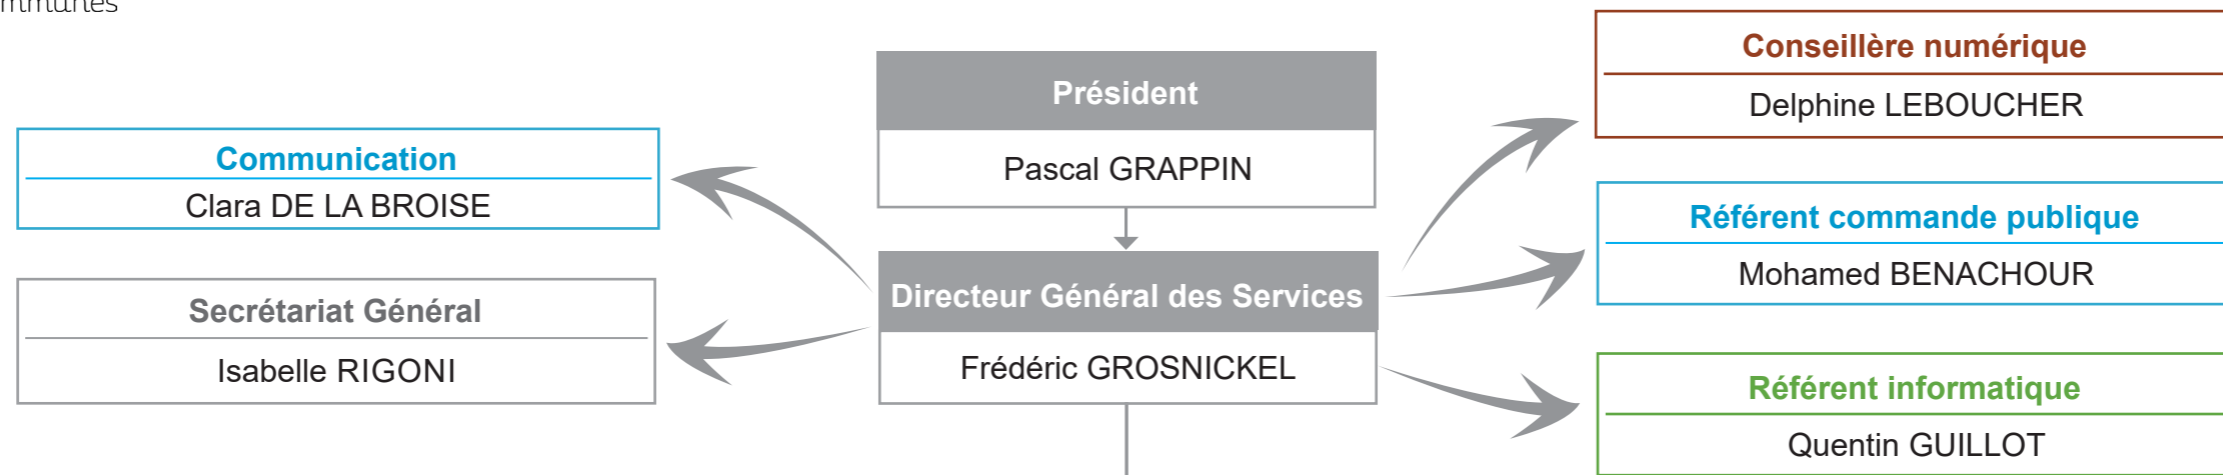 Président
Pascal GRAPPIN
Communication
Clara DE LA BROISE
Secrétariat Général
Isabelle RIGONI
Directeur Général des Services
Frédéric GROSNICKEL
Conseillère numérique
Delphine LEBOUCHER
Référent commande publique
Mohamed BENACHOUR
Référent informatique
Quentin GUILLOT